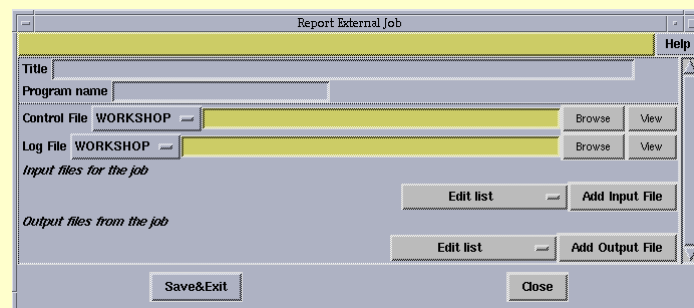 Report External Job
Help
Title
Program name
Control File WORKSHOP Browse View
Log File WORKSHOP Browse View
Input files for the job
Edit list Add Input File
Output files from the job
Edit list Add Output File
Save&Exit Close